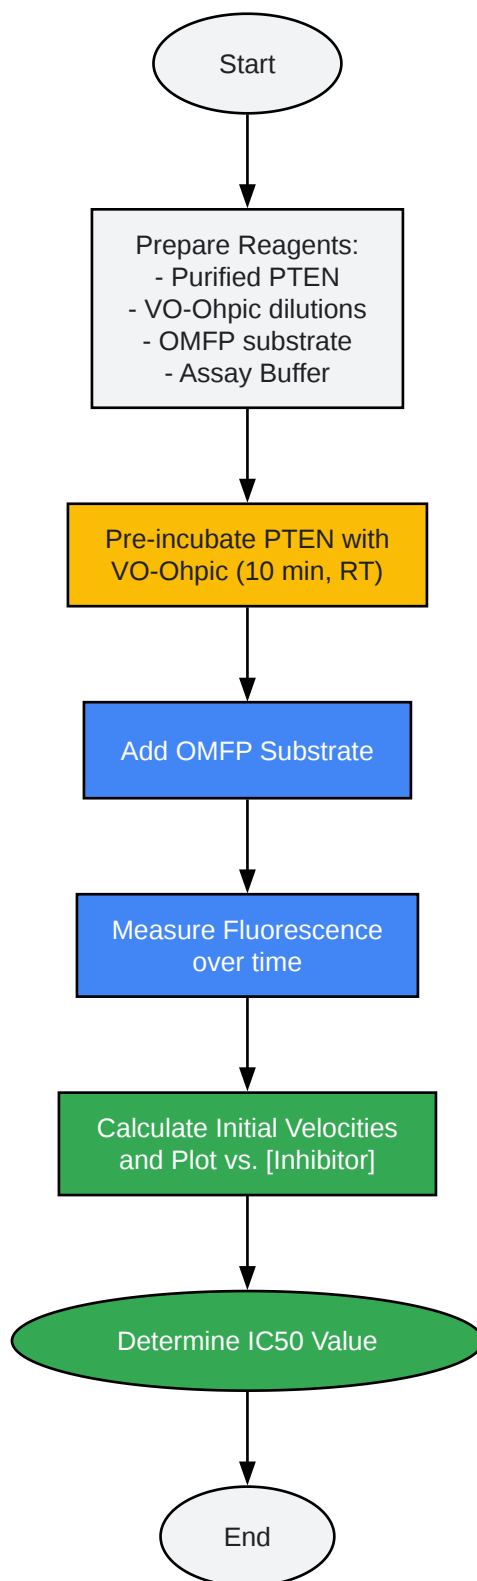 Start
Prepare Reagents:
- Purified PTEN
- VO-Ohpic dilutions
- OMFP substrate
- Assay Buffer
Pre-incubate PTEN with
VO-Ohpic (10 min, RT)
Add OMFP Substrate
Measure Fluorescence
over time
Calculate Initial Velocities
and Plot vs. [Inhibitor]
Determine IC50 Value
End